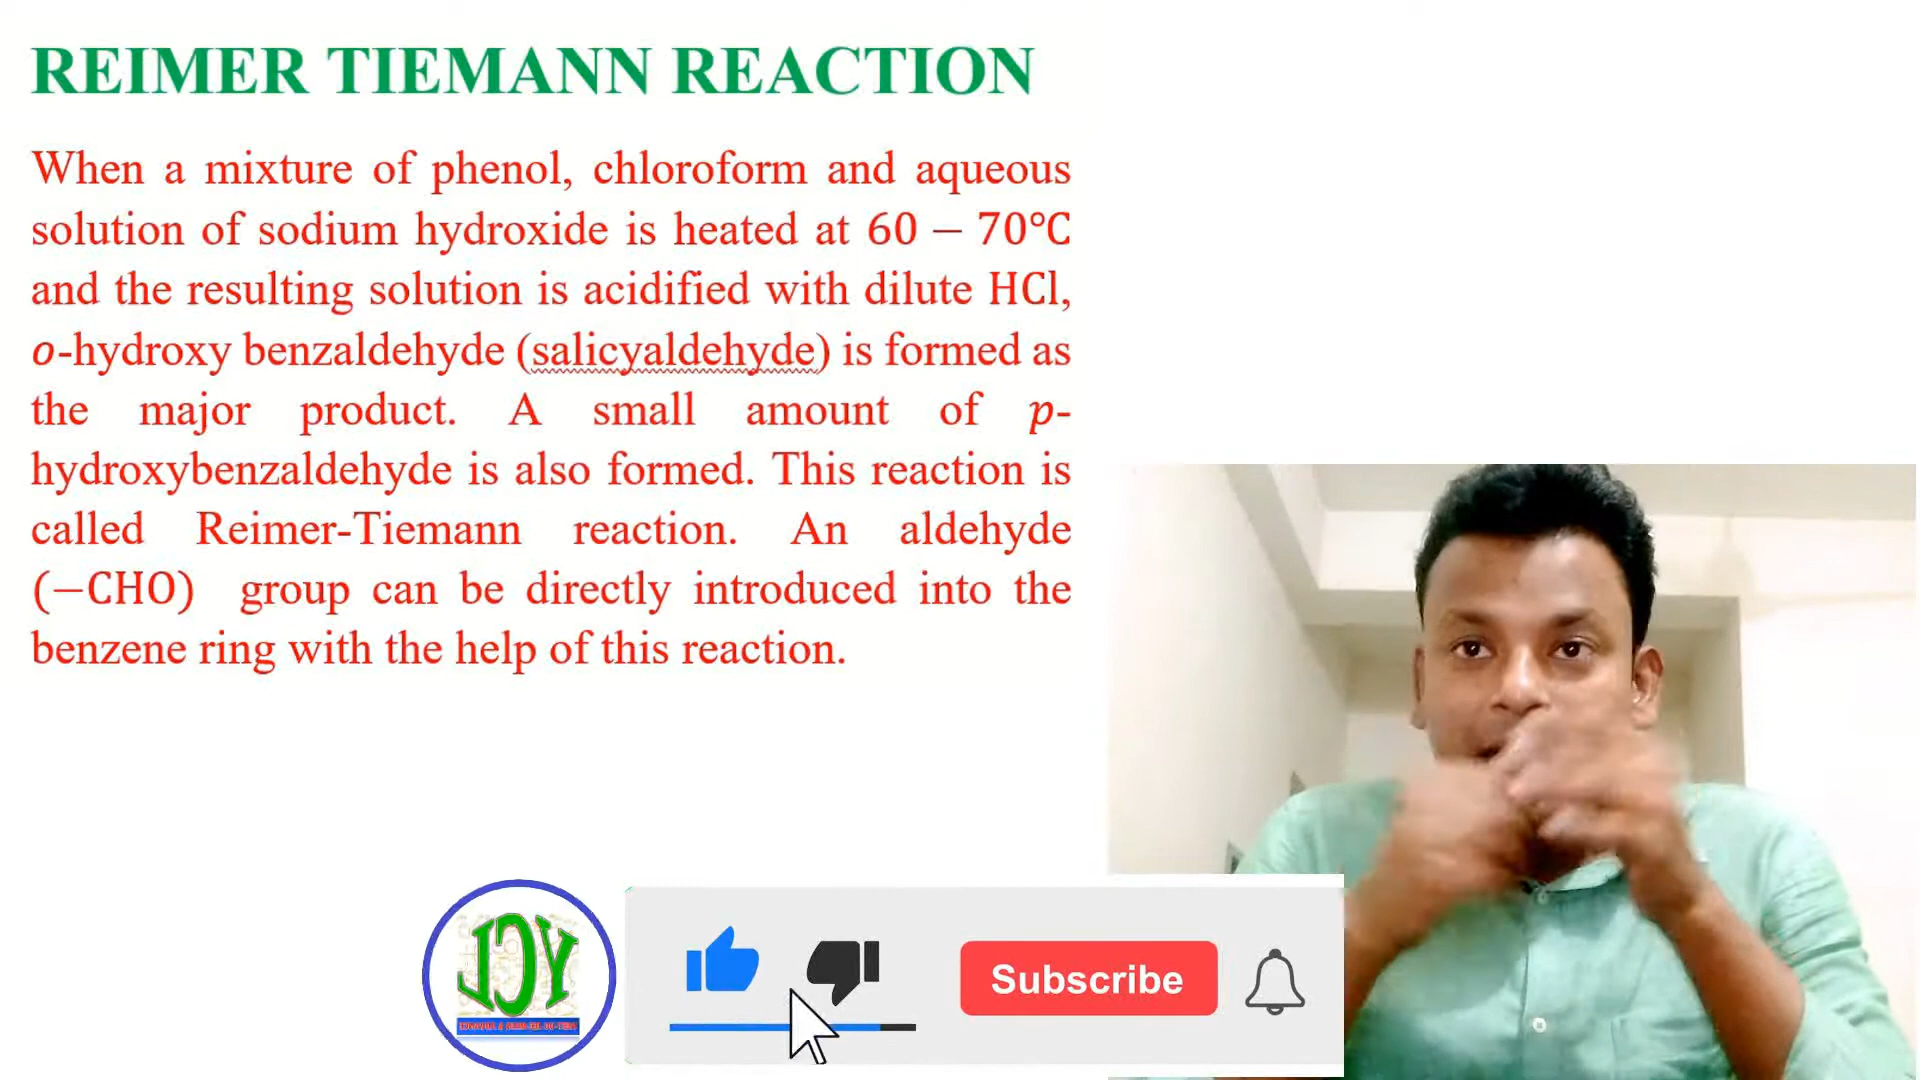 REIMER TIEMANN REACTION
When a mixture of phenol, chloroform and aqueous
solution of sodium hydroxide is heated at 60 – 70°C
and the resulting solution is acidified with dilute HCl,
o-hydroxy benzaldehyde (salicyaldehyde) is formed as
the major product. A small amount of p-
hydroxybenzaldehyde is also formed. This reaction is
called Reimer-Tiemann reaction. An aldehyde
(–CHO) group can be directly introduced into the
benzene ring with the help of this reaction.
Subscribe